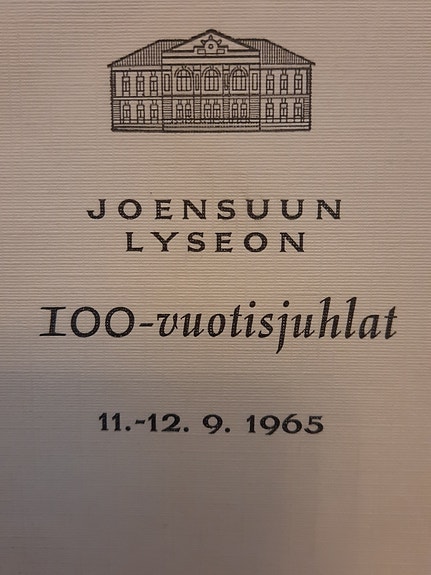 JOENSUUN
LYSEON
100-vuotisjuhlat
11.-12. 9. 1965